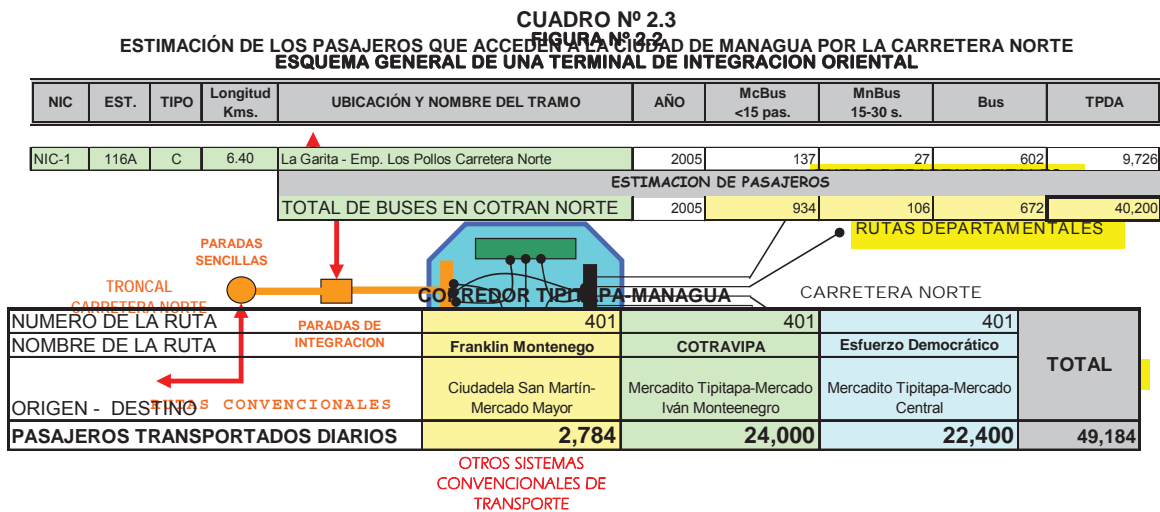 CUADRO Nº 2.3
FIGURA Nº 2.2
ESTIMACIÓN DE LOS PASAJEROS QUE ACCEDEN A LA CIUDAD DE MANAGUA POR LA CARRETERA NORTE
ESQUEMA GENERAL DE UNA TERMINAL DE INTEGRACION ORIENTAL
NIC EST. TIPO Longitud Kms. UBICACIÓN Y NOMBRE DEL TRAMO AÑO McBus <15 pas. MnBus 15-30 s. Bus TPDA
NIC-1 116A C 6.40 La Garita - Emp. Los Pollos Carretera Norte 2005 137 27 602 9,726
ESTIMACION DE PASAJEROS
TOTAL DE BUSES EN COTRAN NORTE 2005 934 106 672 40,200
RUTAS DEPARTAMENTALES
PARADAS
SENCILLAS
TRONCAL
CARRETERA NORTE
CORREDOR TIPITAPA-MANAGUA
CARRETERA NORTE
NUMERO DE LA RUTA 401 401 401 TOTAL
PARADAS DE
INTEGRACION
NOMBRE DE LA RUTA Franklin Montenego COTRAVIPA Esfuerzo Democrático
ORIGEN - DESTINO Ciudadela San Martín-Mercado Mayor Mercadito Tipitapa-Mercado Iván Monteenegro Mercadito Tipitapa-Mercado Central
RUTAS CONVENCIONALES
PASAJEROS TRANSPORTADOS DIARIOS 2,784 24,000 22,400 49,184
OTROS SISTEMAS
CONVENCIONALES DE
TRANSPORTE